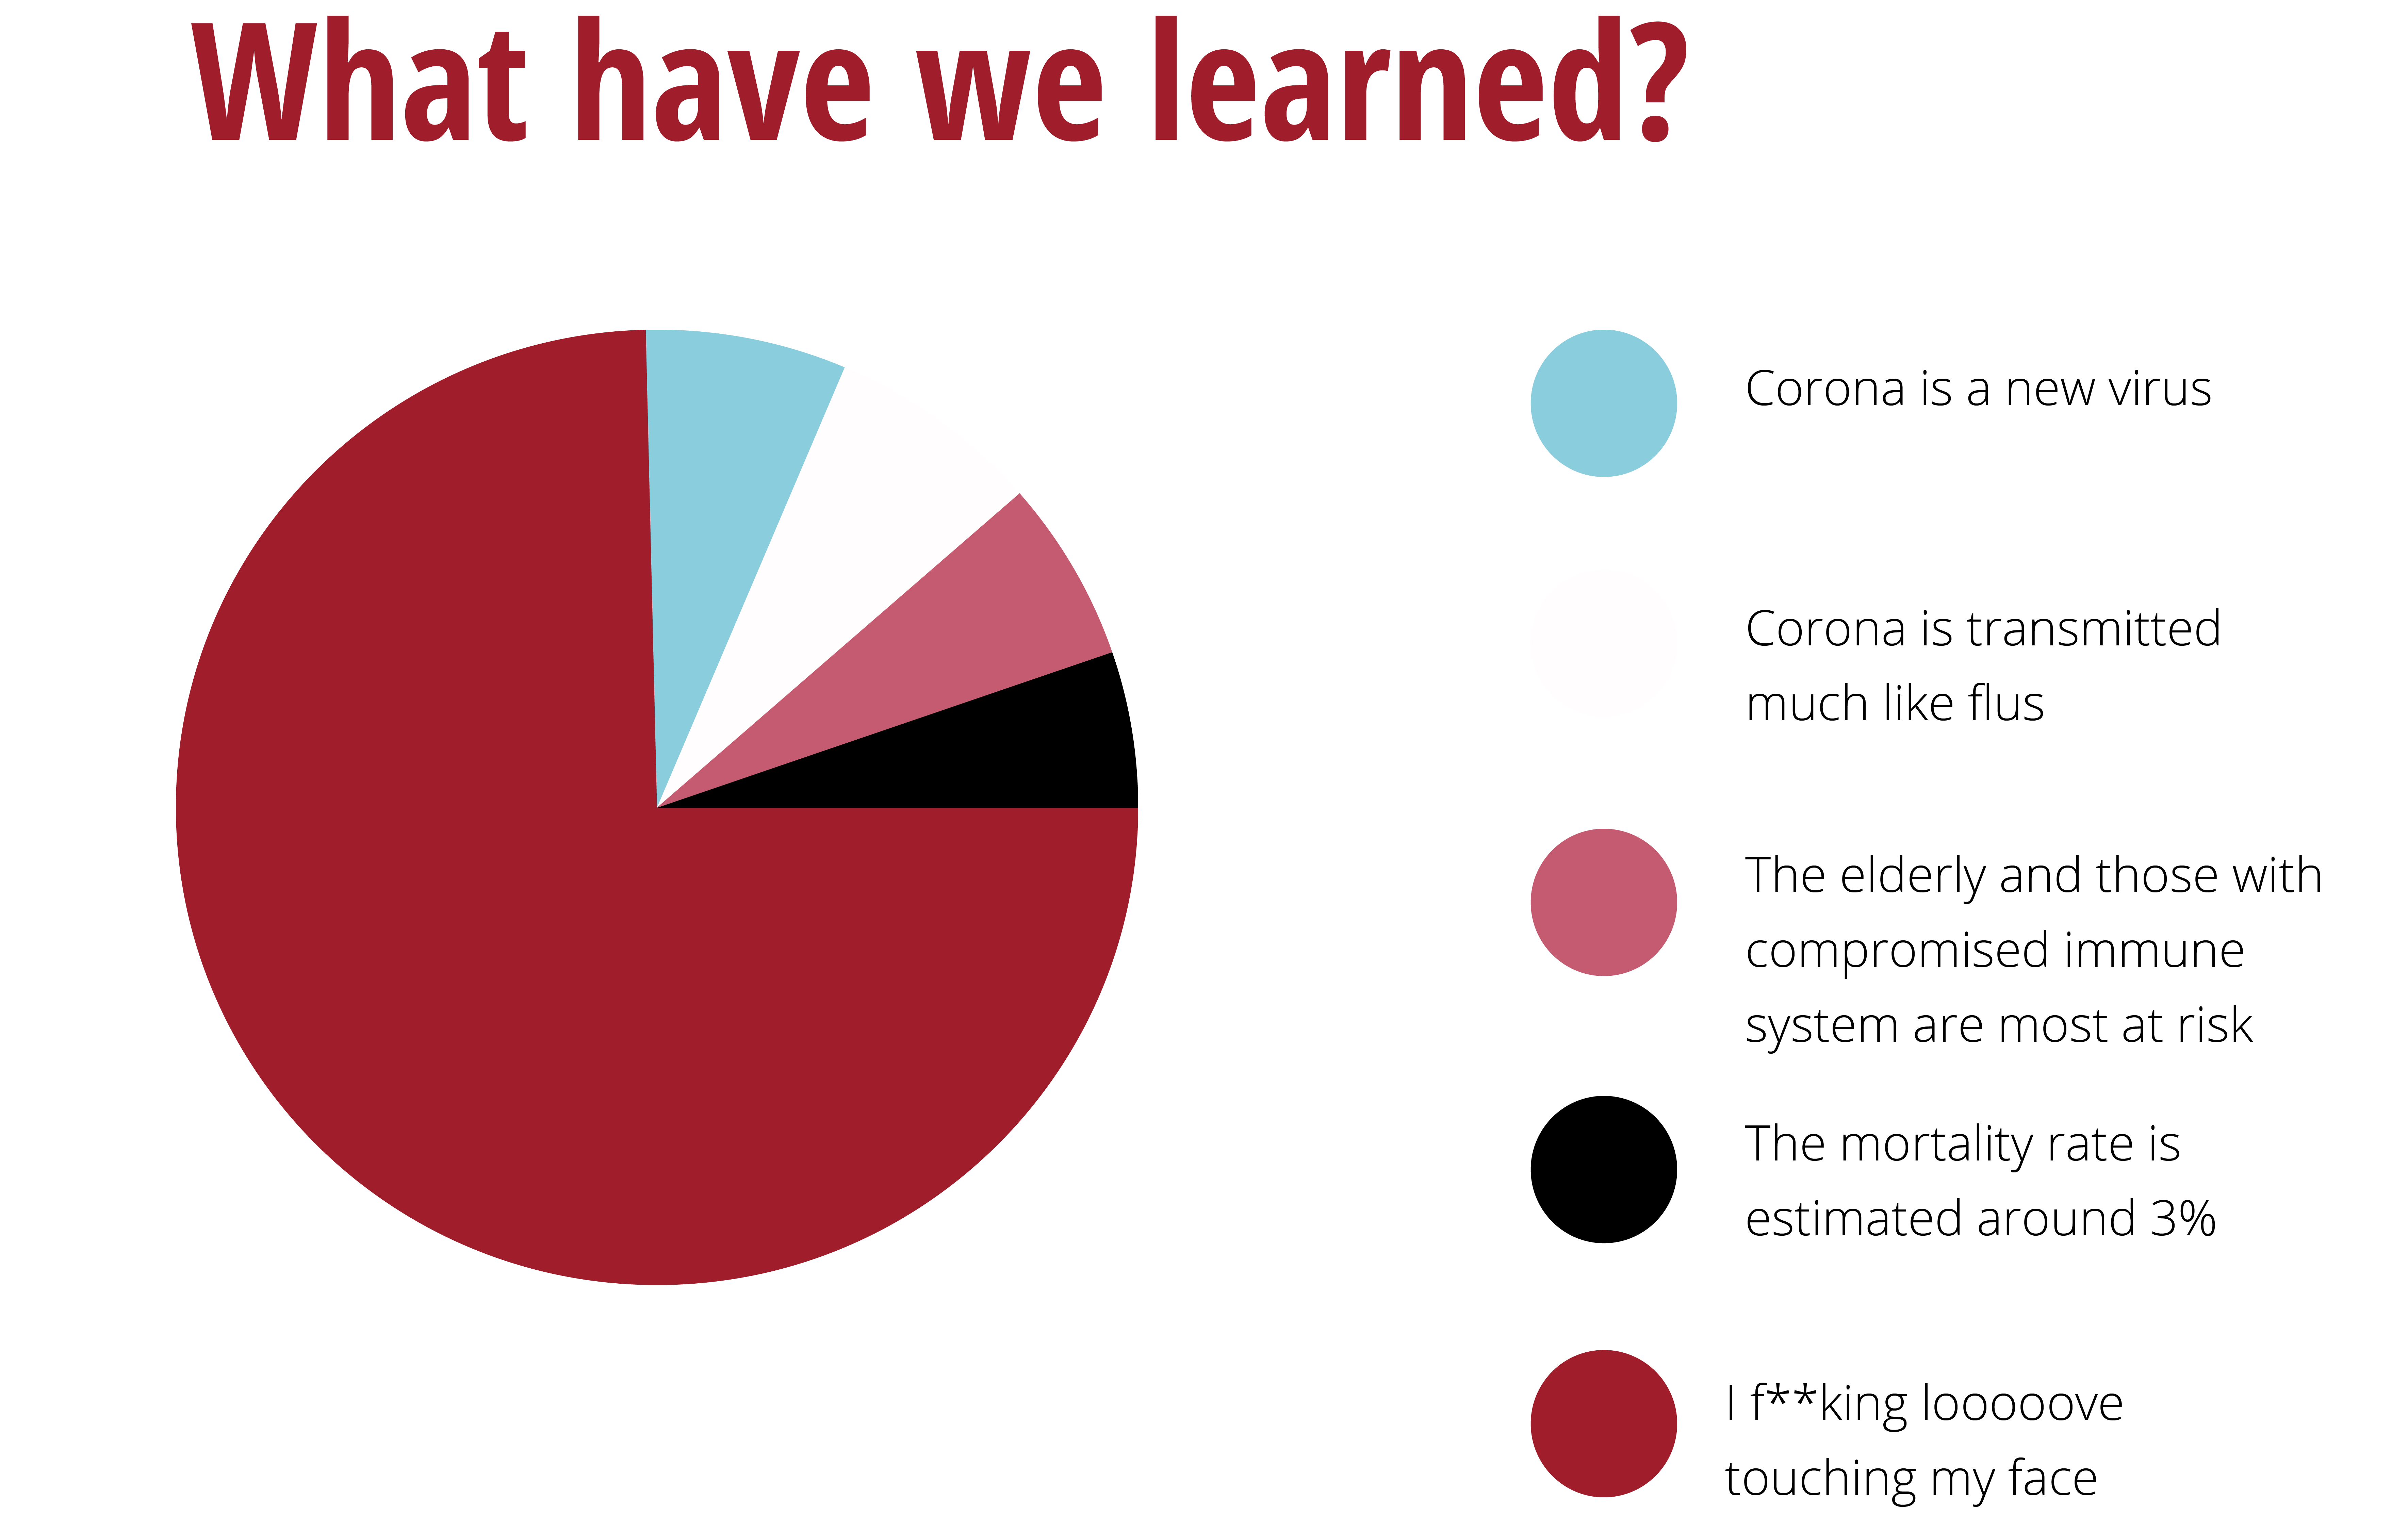 What have we learned?
Corona is a new virus
Corona is transmitted
much like flus
The elderly and those with
compromised immune
system are most at risk
The mortality rate is
estimated around 3%
I f**king looooove
touching my face